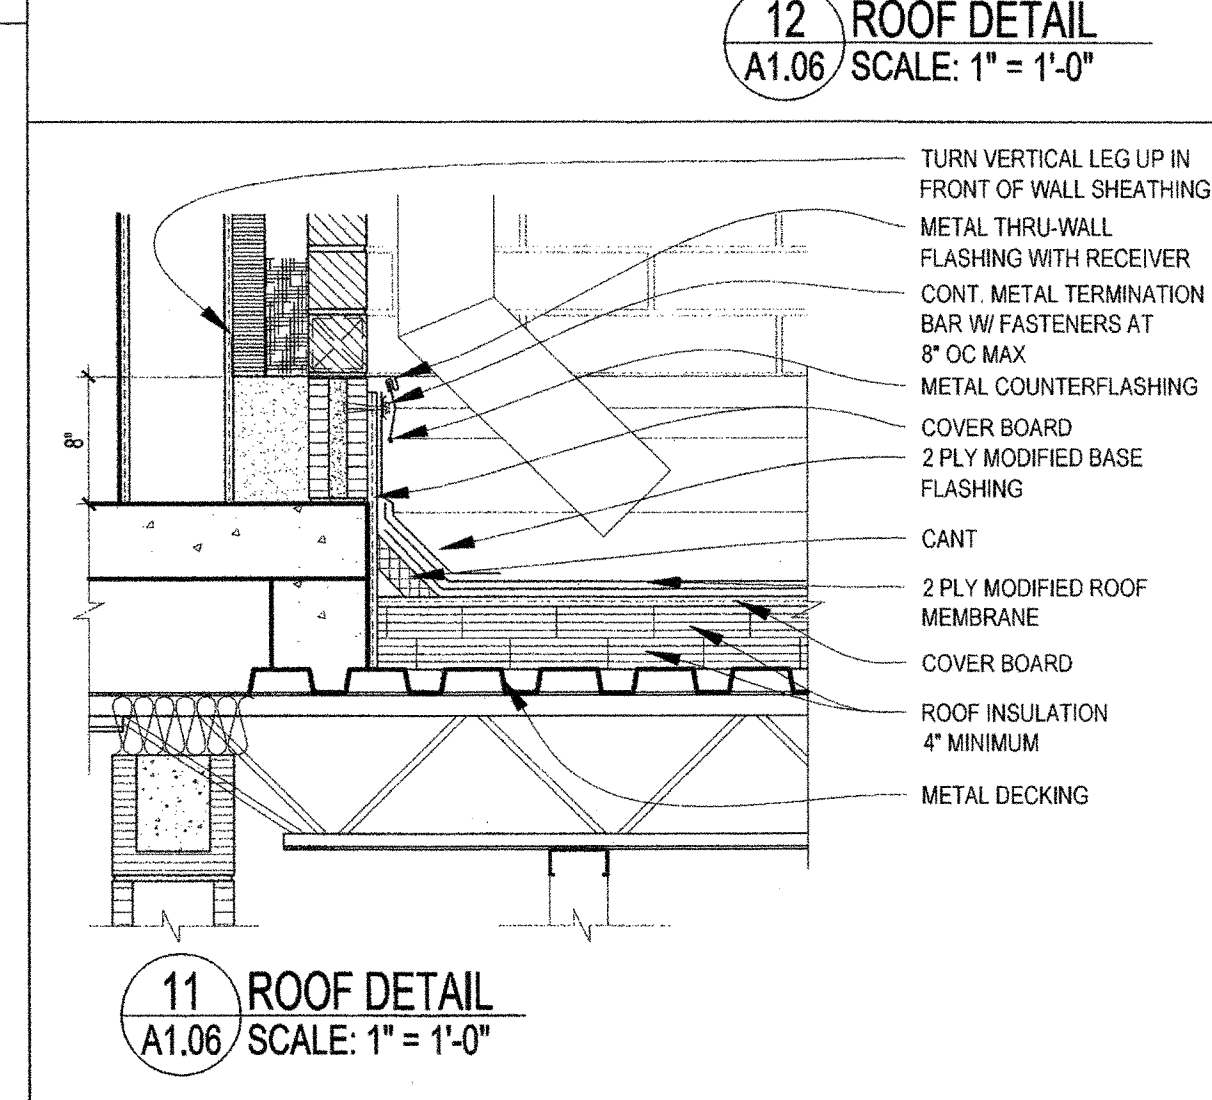 12
ROOF DETAIL
A1.06
SCALE: 1" = 1'-0"
TURN VERTICAL LEG UP IN
FRONT OF WALL SHEATHING
METAL THRU-WALL
FLASHING WITH RECEIVER
CONT. METAL TERMINATION
BAR W/ FASTENERS AT
8" OC MAX
METAL COUNTERFLASHING
COVER BOARD
2 PLY MODIFIED BASE
FLASHING
CANT
2 PLY MODIFIED ROOF
MEMBRANE
COVER BOARD
ROOF INSULATION
4" MINIMUM
METAL DECKING
8"
11
ROOF DETAIL
A1.06
SCALE: 1" = 1'-0"